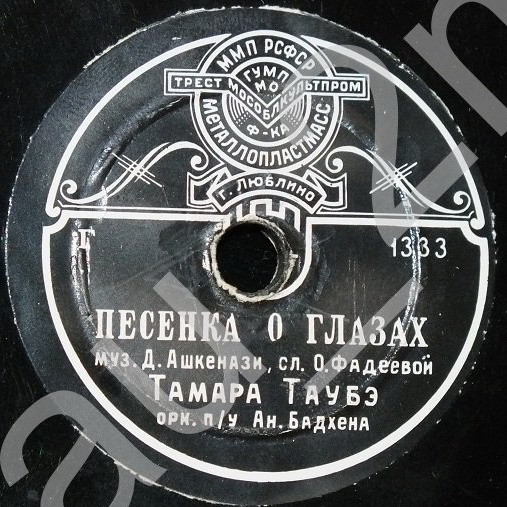 ММП РСФСР
ГУМП
МО
ТРЕСТ МОСОБЛКУЛЬТПРОМ
Ф-КА
МЕТАЛЛОПЛАСТМАСС
Г. ЛЮБЛИНО
Г 1333
ПЕСЕНКА О ГЛАЗАХ
муз. Д. Ашкенази, сл. О. Фадеевой
ТАМАРА ТАУБЭ
орк. п/у Ан. Бадхена